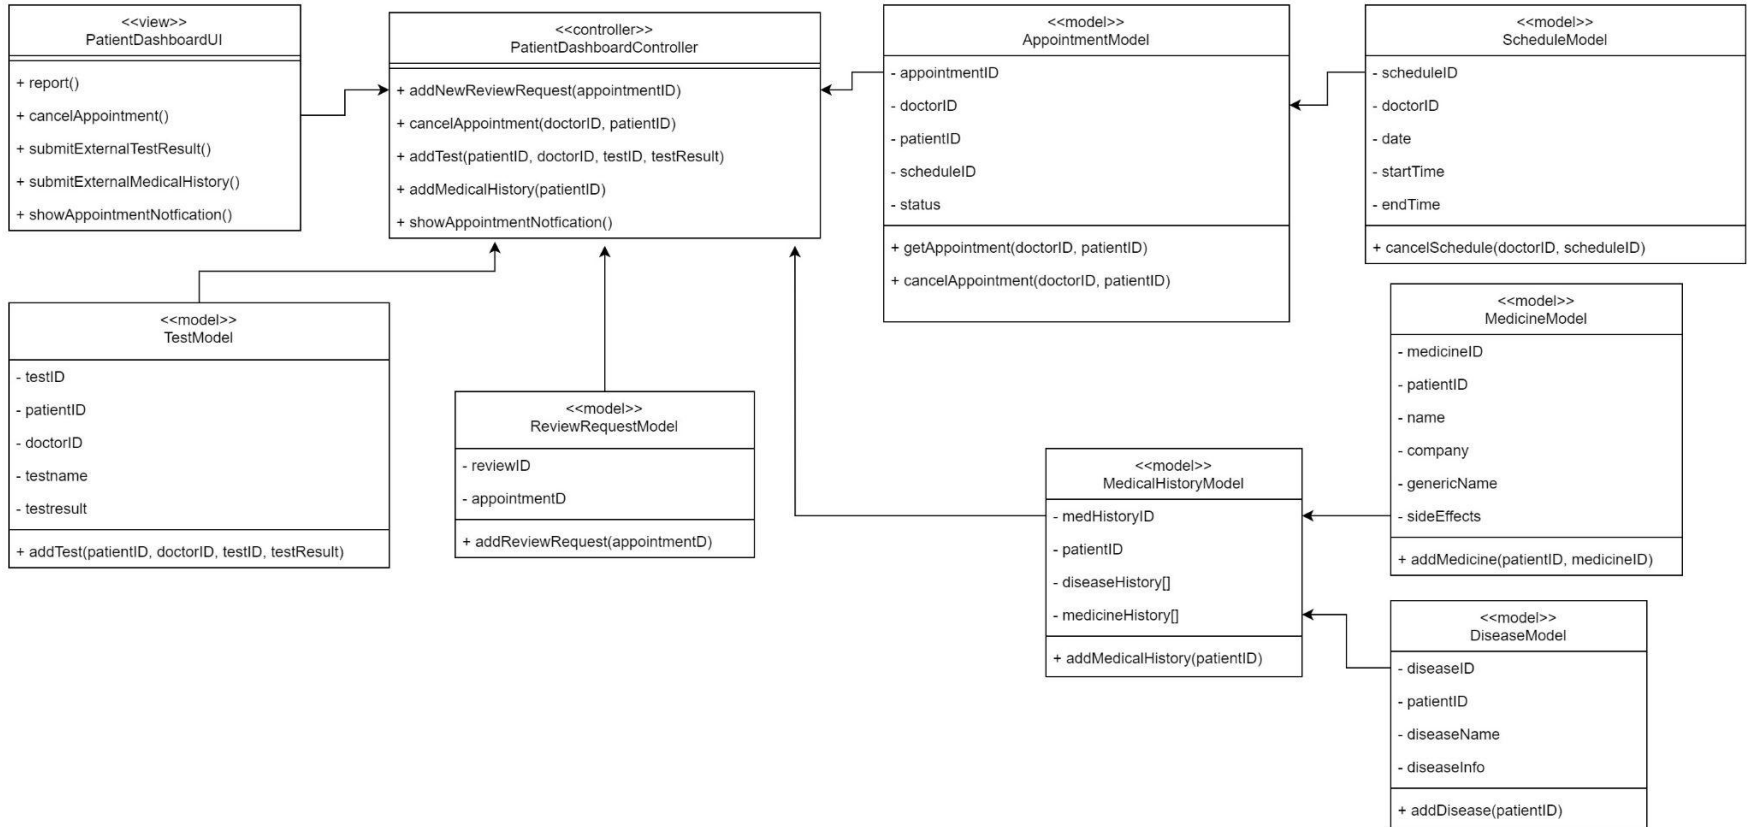 <<view>>
PatientDashboardUI
+ report()
+ cancelAppointment()
+ submitExternalTestResult()
+ submitExternalMedicalHistory()
+ showAppointmentNotfication()
<<controller>>
PatientDashboardController
+ addNewReviewRequest(appointmentID)
+ cancelAppointment(doctorID, patientID)
+ addTest(patientID, doctorID, testID, testResult)
+ addMedicalHistory(patientID)
+ showAppointmentNotfication()
<<model>>
AppointmentModel
- appointmentID
- doctorID
- patientID
- scheduleID
- status
+ getAppointment(doctorID, patientID)
+ cancelAppointment(doctorID, patientID)
<<model>>
ScheduleModel
- scheduleID
- doctorID
- date
- startTime
- endTime
+ cancelSchedule(doctorID, scheduleID)
<<model>>
TestModel
- testID
- patientID
- doctorID
- testname
- testresult
+ addTest(patientID, doctorID, testID, testResult)
<<model>>
ReviewRequestModel
- reviewID
- appointmentD
+ addReviewRequest(appointmentD)
<<model>>
MedicalHistoryModel
- medHistoryID
- patientID
- diseaseHistory[]
- medicineHistory[]
+ addMedicalHistory(patientID)
<<model>>
MedicineModel
- medicineID
- patientID
- name
- company
- genericName
- sideEffects
+ addMedicine(patientID, medicineID)
<<model>>
DiseaseModel
- diseaseID
- patientID
- diseaseName
- diseaseInfo
+ addDisease(patientID)